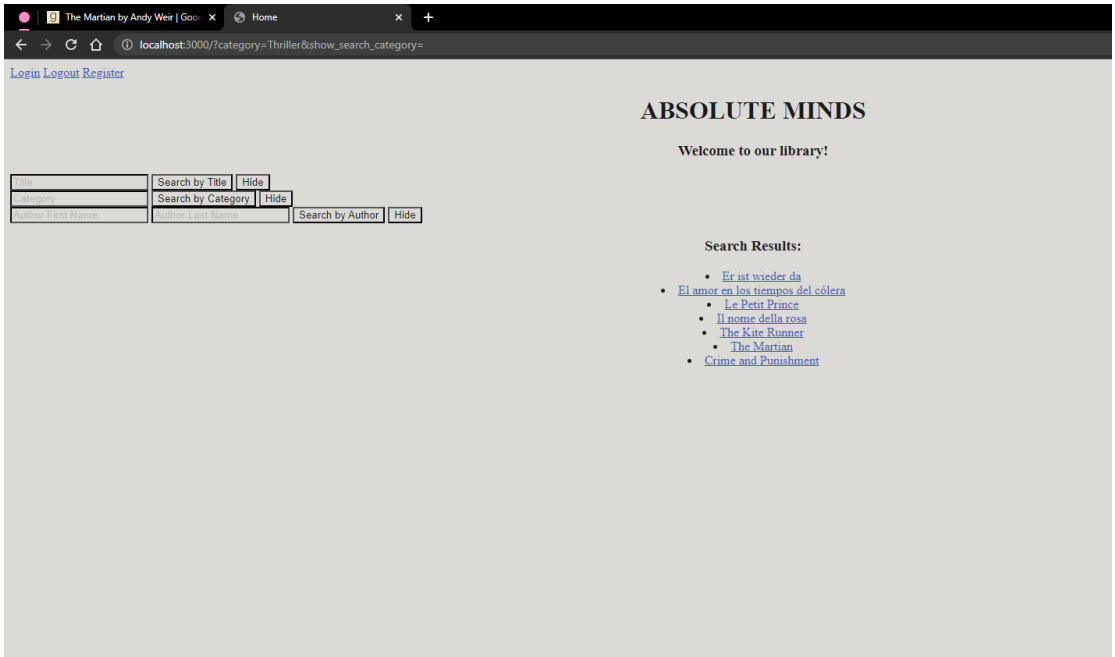 The Martian by Andy Weir | Goo
Home
localhost:3000/?category=Thriller&show_search_category=
Login Logout Register
ABSOLUTE MINDS
Welcome to our library!
Title Search by Title Hide
Category Search by Category Hide
Author First Name Author Last Name Search by Author Hide
Search Results:
• Er ist wieder da
• El amor en los tiempos del cólera
• Le Petit Prince
• Il nome della rosa
• The Kite Runner
• The Martian
• Crime and Punishment